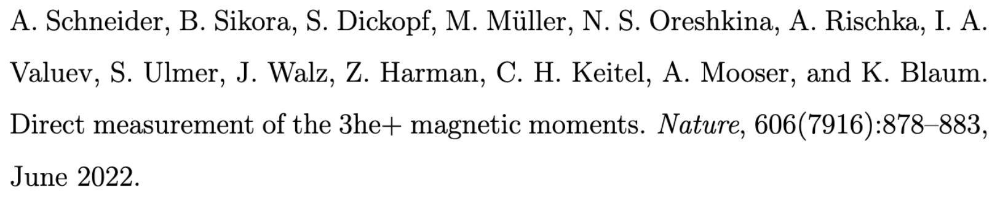 A. Schneider, B. Sikora, S. Dickopf, M. Müller, N. S. Oreshkina, A. Rischka, I. A.
Valuev, S. Ulmer, J. Walz, Z. Harman, C. H. Keitel, A. Mooser, and K. Blaum.
Direct measurement of the 3he+ magnetic moments. Nature, 606(7916):878–883,
June 2022.